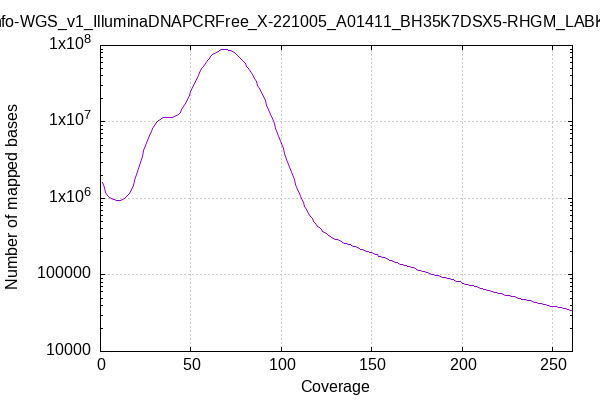 nfo-WGS_v1_IlluminaDNAPCRFree_X-221005_A01411_BH35K7DSX5-RHGM_LABK
1x10^8
1x10^7
1x10^6
100000
10000
Number of mapped bases
0 50 100 150 200 250
Coverage